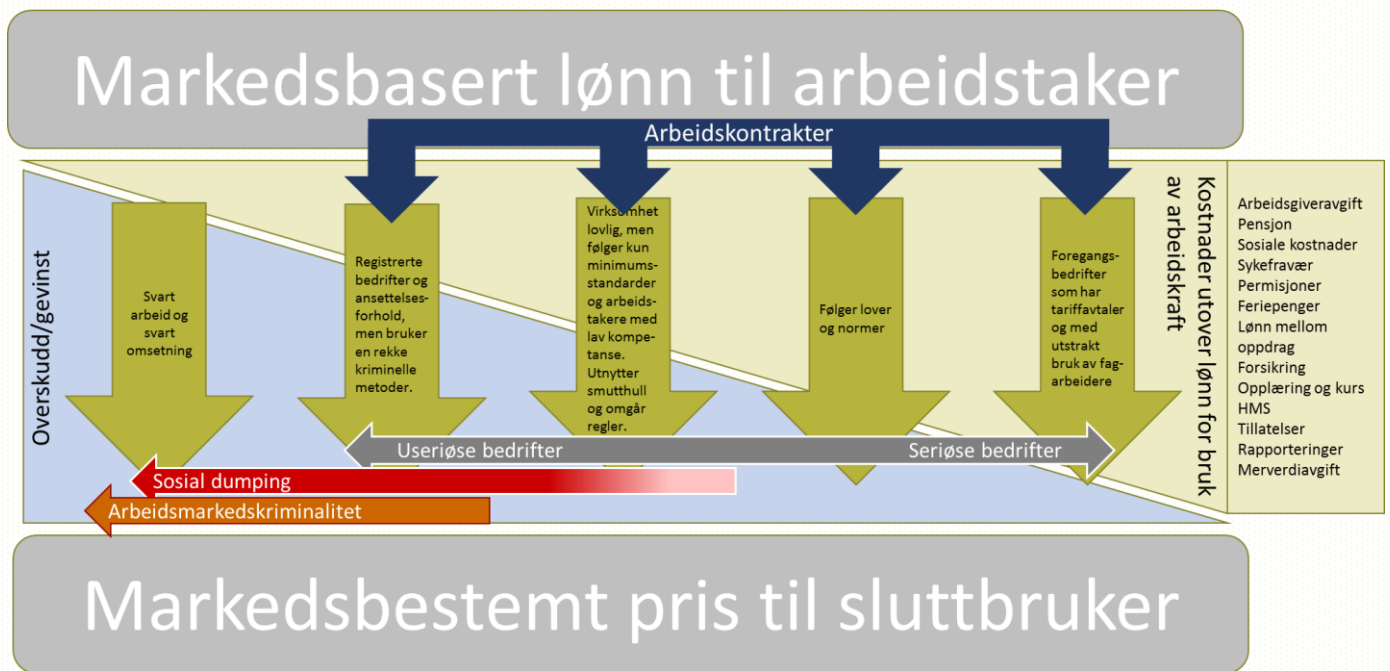 Markedsbasert lønn til arbeidstaker
Arbeidskontrakter
Overskudd/gevinst
Svart
arbeid og
svart
omsetning
Registrerte
bedrifter og
ansettelses-
forhold,
men bruker
en rekke
kriminelle
metoder.
Virksomhet
lovlig, men
følger kun
minimums-
standarder
og arbeids-
takere med
lav kompe-
tanse.
Utnytter
smutthull
og omgår
regler.
Følger lover
og normer
Foregangs-
bedrifter
som har
tariffavtaler
og med
utstrakt
bruk av fag-
arbeidere
Kostnader utover lønn for bruk
av arbeidskraft
Arbeidsgiveravgift
Pensjon
Sosiale kostnader
Sykefravær
Permisjoner
Feriepenger
Lønn mellom
oppdrag
Forsikring
Opplæring og kurs
HMS
Tillatelser
Rapporteringer
Merverdiavgift
Useriøse bedrifter
Seriøse bedrifter
Sosial dumping
Arbeidsmarkedskriminalitet
Markedsbestemt pris til sluttbruker